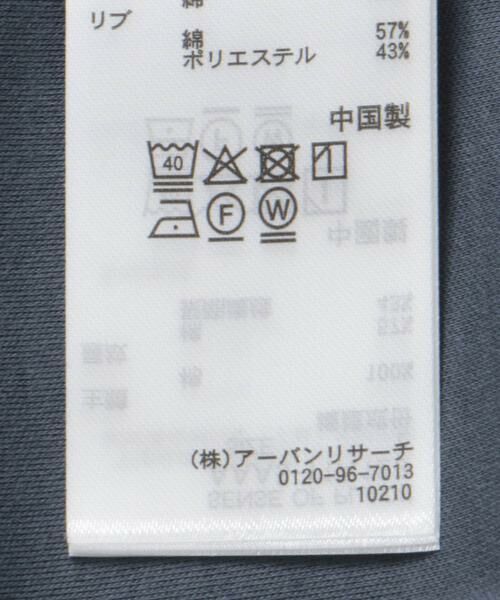 綿
リブ
綿 57%
ポリエステル 43%
中国製
40
F W
(株)アーバンリサーチ
0120-96-7013
10210